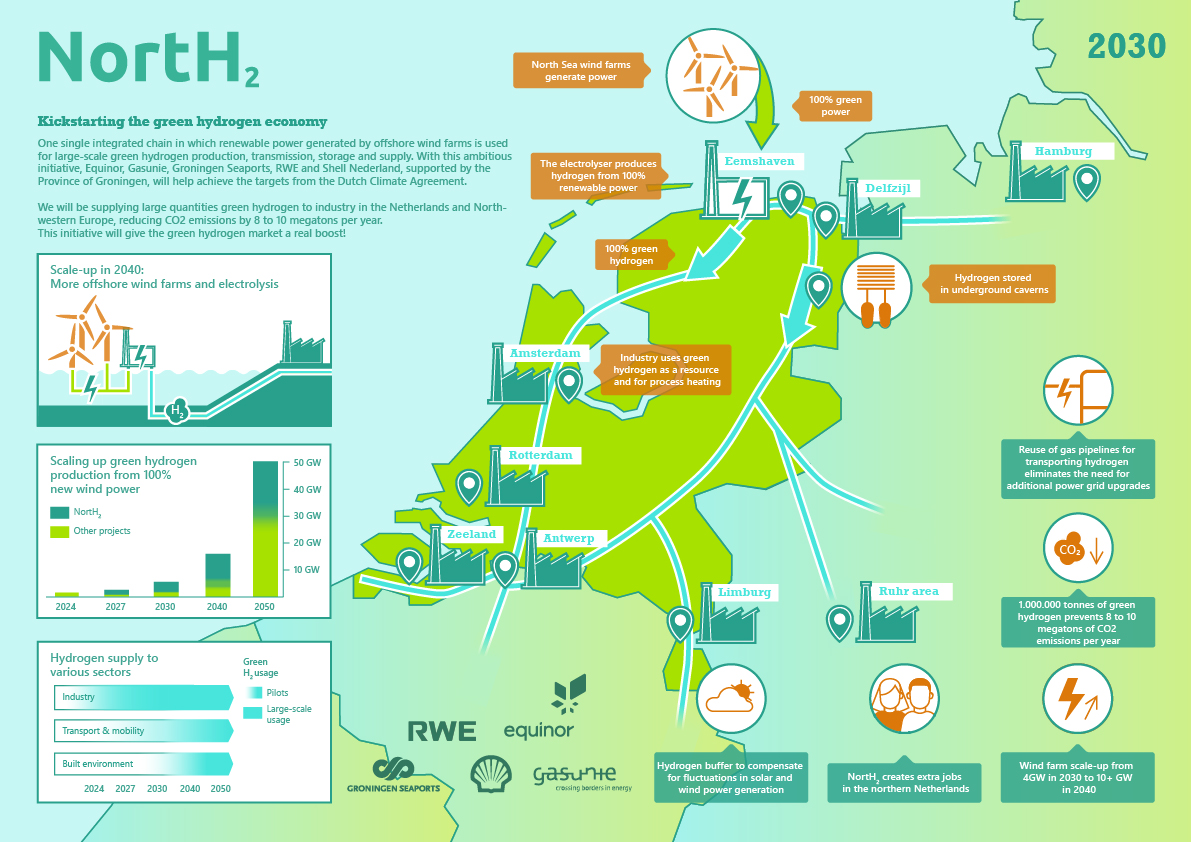 NortH₂
2030
Kickstarting the green hydrogen economy
One single integrated chain in which renewable power generated by offshore wind farms is used
for large-scale green hydrogen production, transmission, storage and supply. With this ambitious
initiative, Equinor, Gasunie, Groningen Seaports, RWE and Shell Nederland, supported by the
Province of Groningen, will help achieve the targets from the Dutch Climate Agreement.
We will be supplying large quantities green hydrogen to industry in the Netherlands and North-
western Europe, reducing CO2 emissions by 8 to 10 megatons per year.
This initiative will give the green hydrogen market a real boost!
Scale-up in 2040:
More offshore wind farms and electrolysis
H₂
Scaling up green hydrogen
production from 100%
new wind power
NortH₂
Other projects
50 GW
40 GW
30 GW
20 GW
10 GW
2024
2027
2030
2040
2050
Hydrogen supply to
various sectors
Green
H₂ usage
Pilots
Large-scale
usage
Industry
Transport & mobility
Built environment
2024
2027
2030
2040
2050
North Sea wind farms
generate power
100% green
power
The electrolyser produces
hydrogen from 100%
renewable power
Eemshaven
Delfzijl
Hamburg
100% green
hydrogen
Hydrogen stored
in underground caverns
Amsterdam
Industry uses green
hydrogen as a resource
and for process heating
Rotterdam
Zeeland
Antwerp
Limburg
Ruhr area
Reuse of gas pipelines for
transporting hydrogen
eliminates the need for
additional power grid upgrades
CO₂
1.000.000 tonnes of green
hydrogen prevents 8 to 10
megatons of CO2
emissions per year
Hydrogen buffer to compensate
for fluctuations in solar and
wind power generation
NortH₂ creates extra jobs
in the northern Netherlands
Wind farm scale-up from
4GW in 2030 to 10+ GW
in 2040
RWE
equinor
GRONINGEN SEAPORTS
gasunie
crossing borders in energy